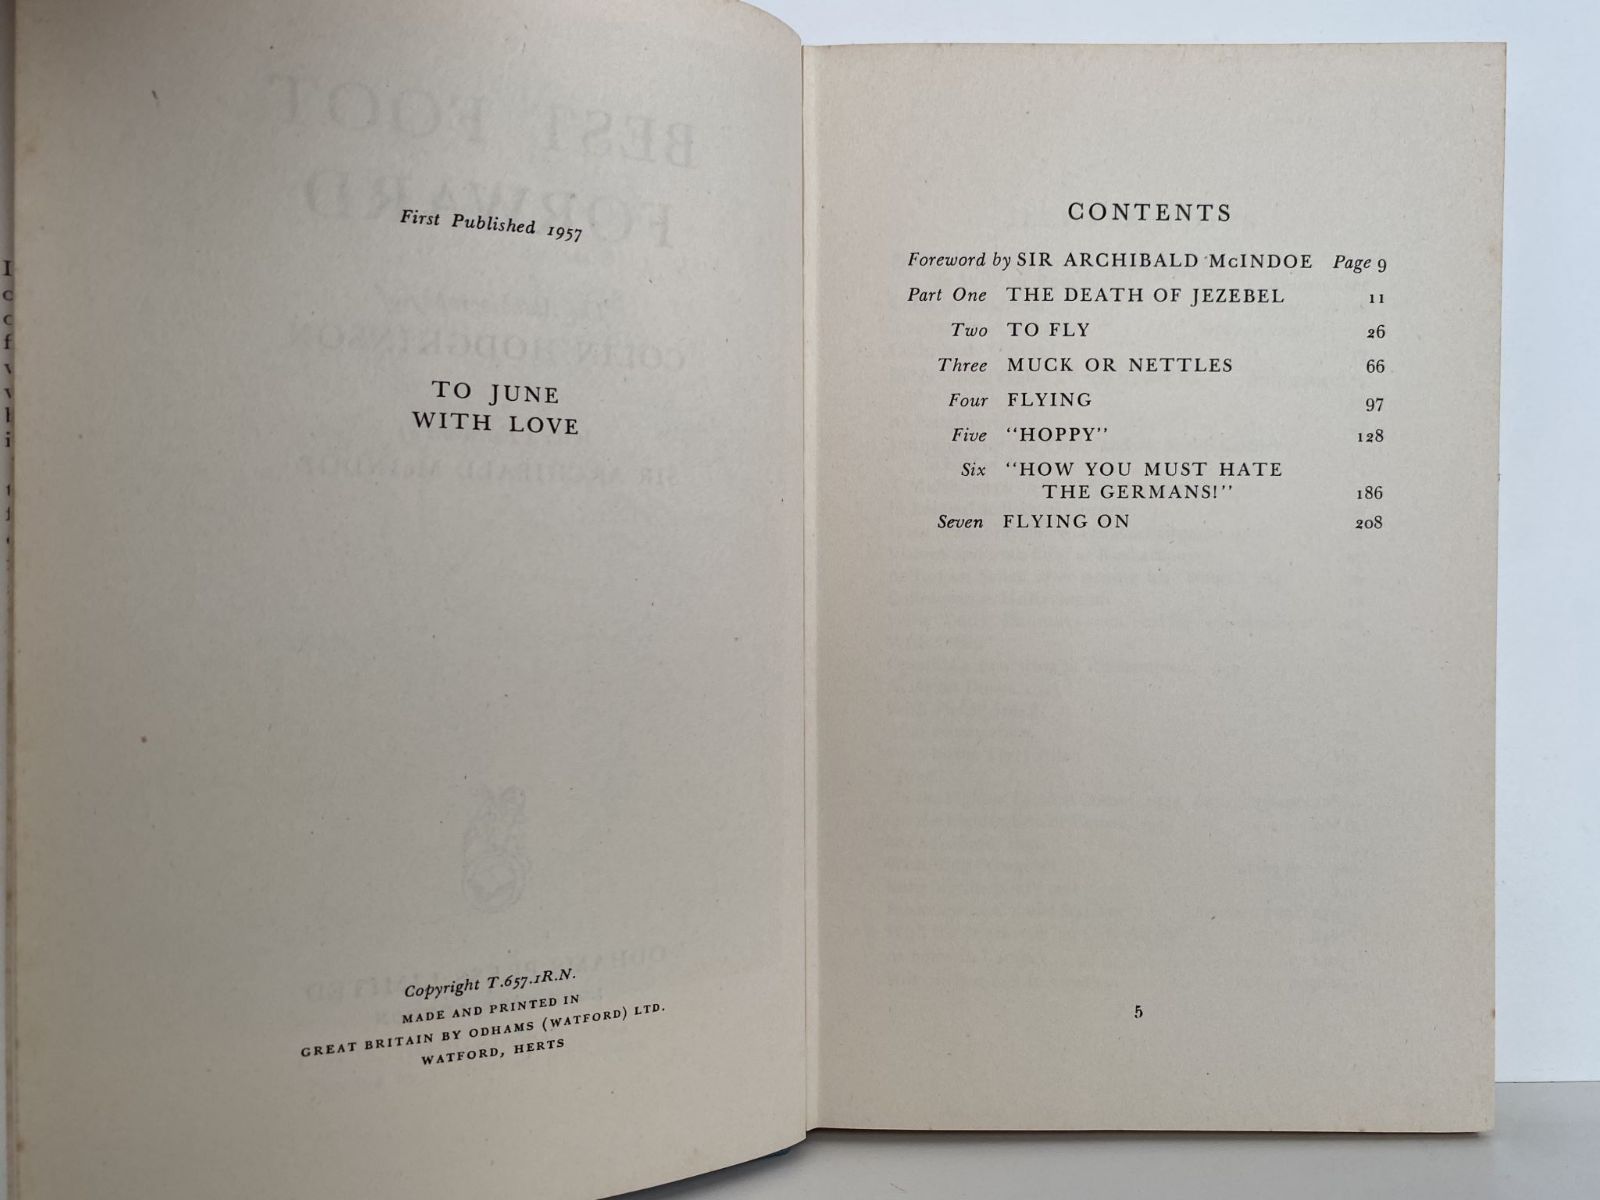 First Published 1957
TO JUNE
WITH LOVE
Copyright T.657.1R.N.
MADE AND PRINTED IN
GREAT BRITAIN BY ODHAMS (WATFORD) LTD.
WATFORD, HERTS
CONTENTS
Foreword by SIR ARCHIBALD McINDOE Page 9
Part One THE DEATH OF JEZEBEL 11
Two TO FLY 26
Three MUCK OR NETTLES 66
Four FLYING 97
Five “HOPPY” 128
Six “HOW YOU MUST HATE
THE GERMANS!” 186
Seven FLYING ON 208
5